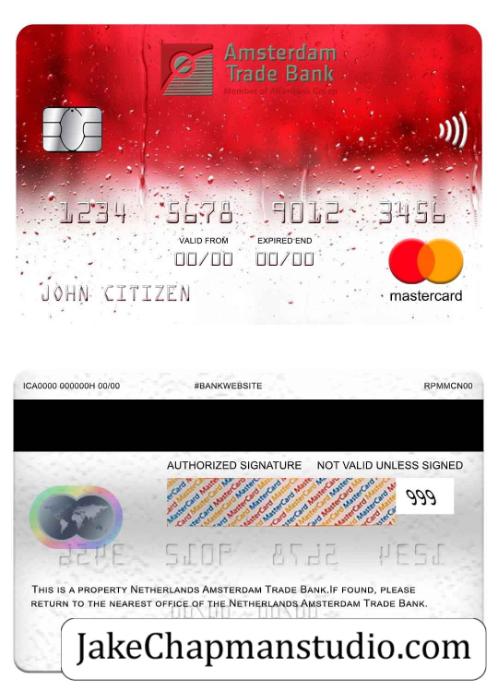 Amsterdam
Trade Bank
Member of Alfa-Bank Group
1234 5678 9012 3456
VALID FROM EXPIRED END
00/00 00/00
JOHN CITIZEN
mastercard
ICA0000 000000H 00/00 #BANKWEBSITE RPMMCN00
AUTHORIZED SIGNATURE NOT VALID UNLESS SIGNED
MasterCard
999
THIS IS A PROPERTY NETHERLANDS AMSTERDAM TRADE BANK.IF FOUND, PLEASE
RETURN TO THE NEAREST OFFICE OF THE NETHERLANDS AMSTERDAM TRADE BANK.
JakeChapmanstudio.com